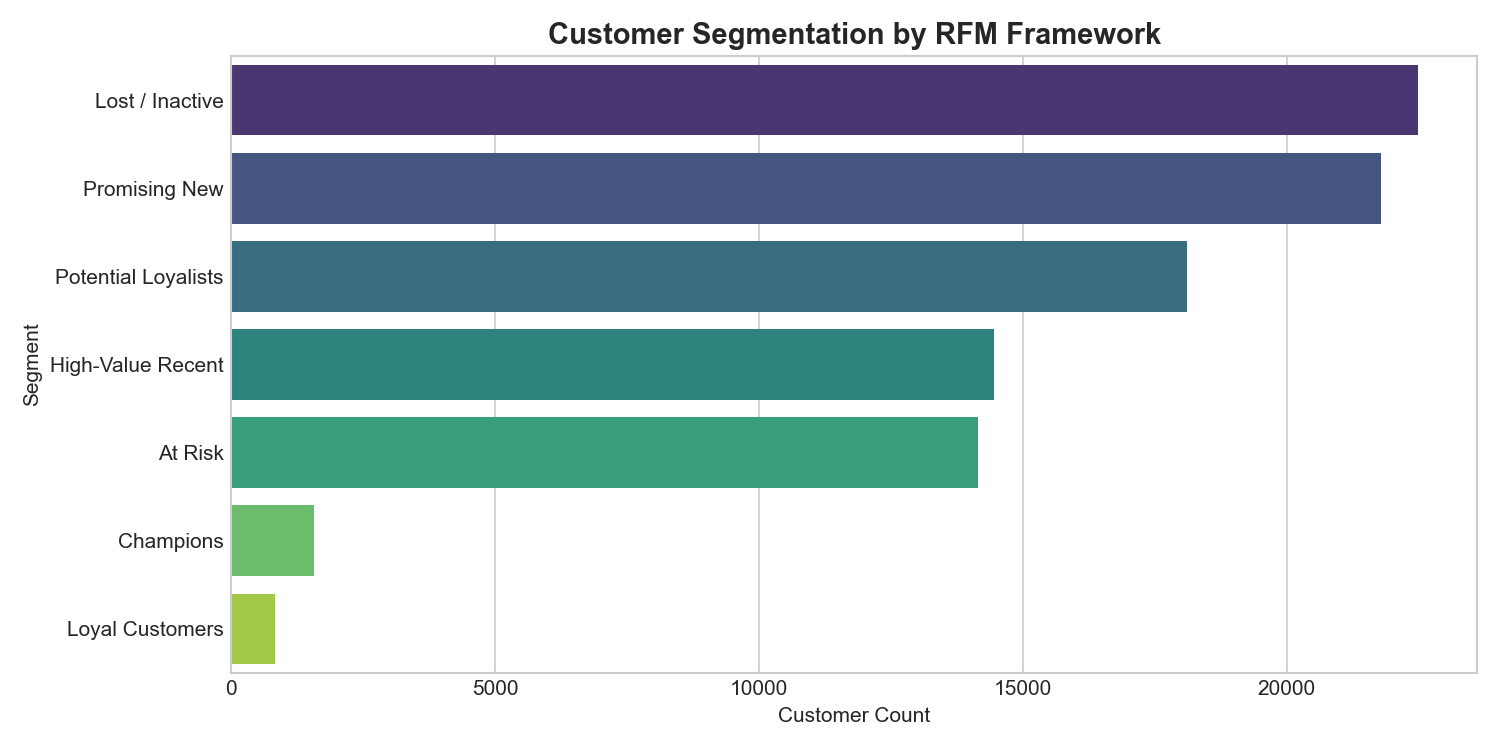 Customer Segmentation by RFM Framework
Lost / Inactive
Promising New
Potential Loyalists
High-Value Recent
At Risk
Champions
Loyal Customers
Segment
0 5000 10000 15000 20000
Customer Count